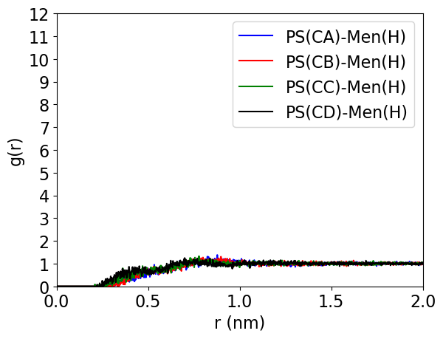 12
11
10
9
8
7
6
5
4
3
2
1
0
g(r)
PS(CA)-Men(H)
PS(CB)-Men(H)
PS(CC)-Men(H)
PS(CD)-Men(H)
0.0 0.5 1.0 1.5 2.0
r (nm)